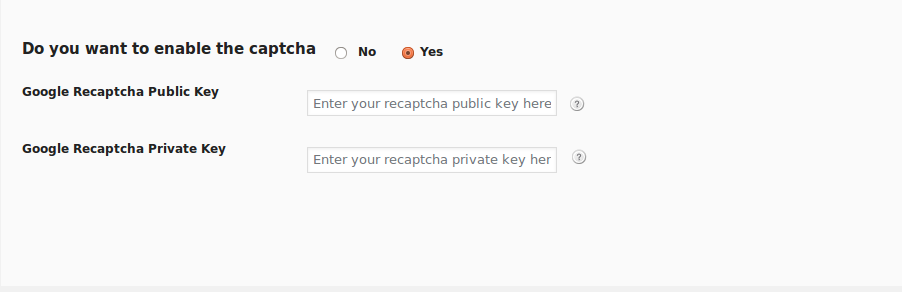 Do you want to enable the captcha No Yes
Google Recaptcha Public Key Enter your recaptcha public key here ?
Google Recaptcha Private Key Enter your recaptcha private key her ?